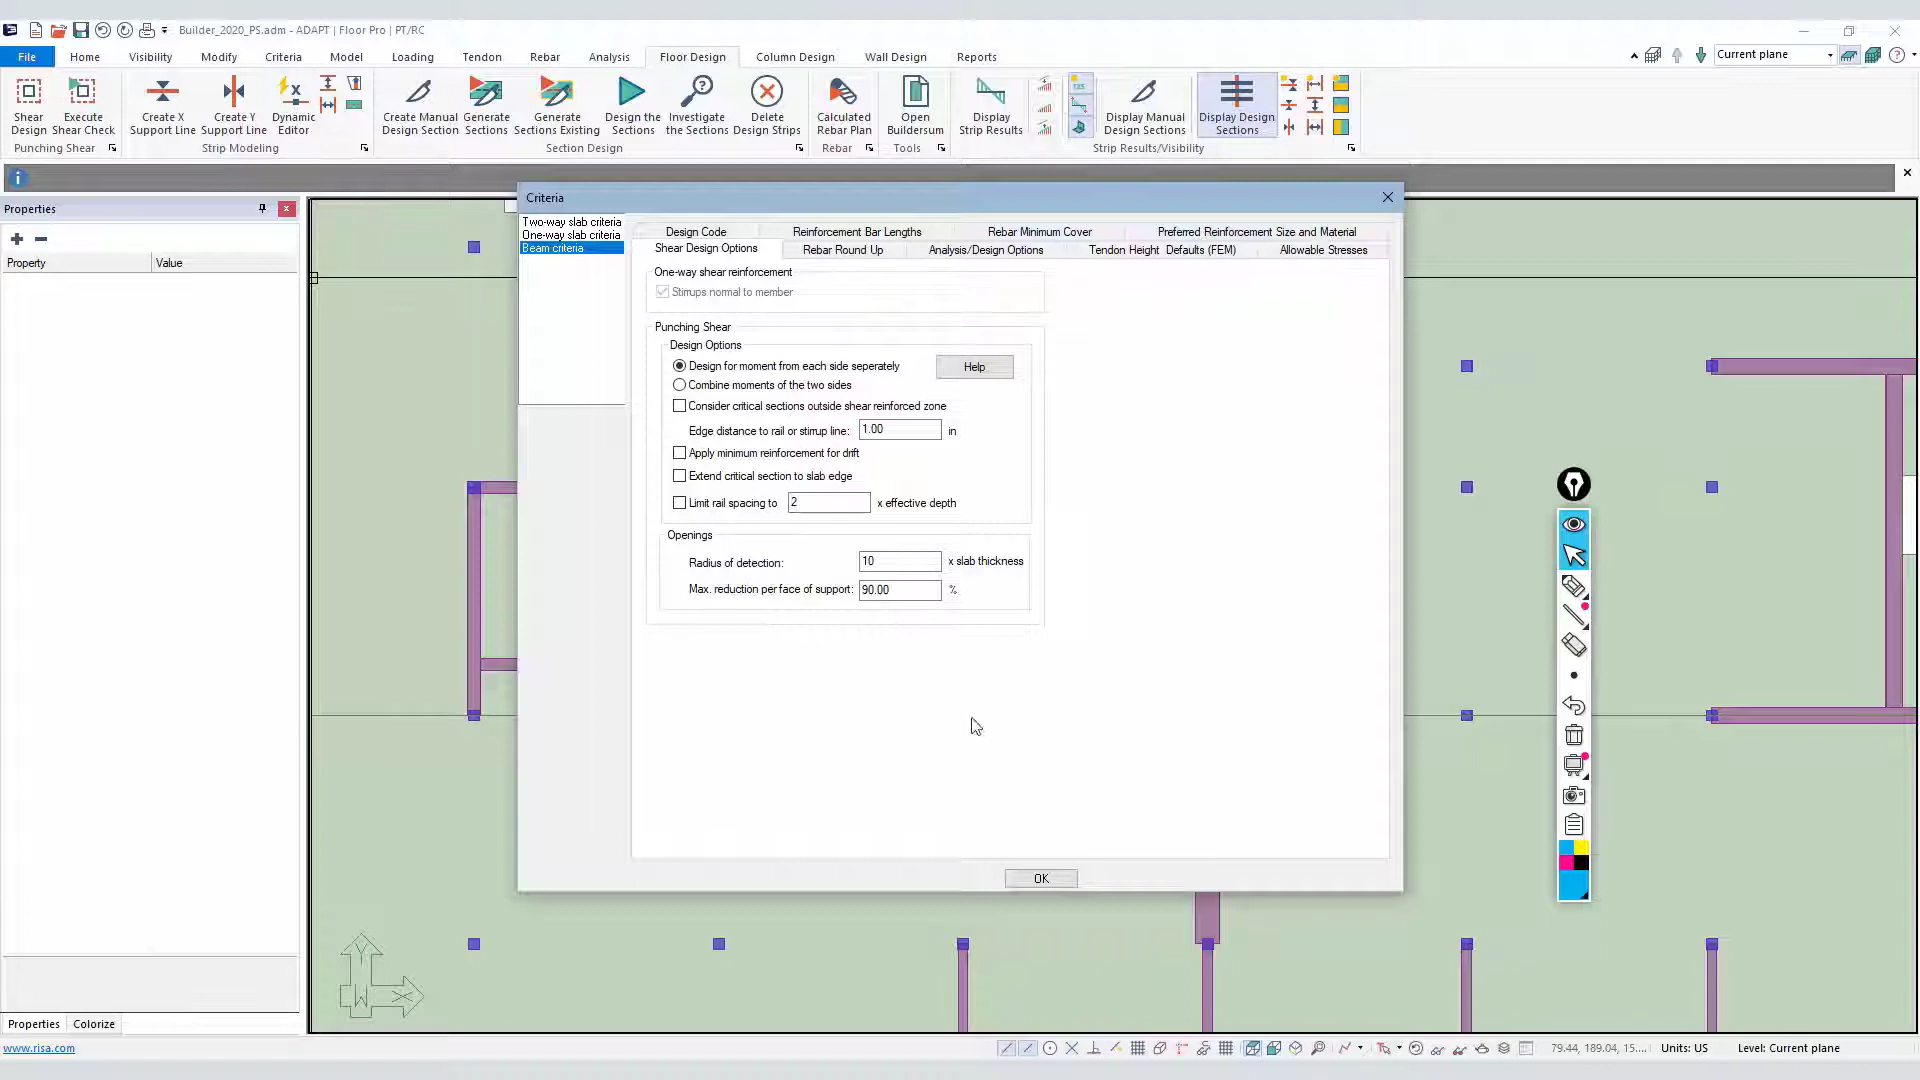 Builder_2020_PS.adm - ADAPT | Floor Pro | PT/RC
File Home Visibility Modify Criteria Model Loading Tendon Rebar Analysis Floor Design Column Design Wall Design Reports
Current plane
Shear Design
Execute Shear Check
Create X Support Line
Create Y Support Line
Dynamic Editor
Create Manual Design Section
Generate Sections
Generate Sections Existing
Design the Sections
Investigate the Sections
Delete Design Strips
Calculated Rebar Plan
Open Buildersum
Display Strip Results
Display Manual Design Sections
Display Design Sections
Punching Shear Strip Modeling Section Design Rebar Tools Strip Results/Visibility
Properties
Property Value
Criteria
Two-way slab criteria
One-way slab criteria
Beam criteria
Design Code Reinforcement Bar Lengths Rebar Minimum Cover Preferred Reinforcement Size and Material
Shear Design Options Rebar Round Up Analysis/Design Options Tendon Height Defaults (FEM) Allowable Stresses
One-way shear reinforcement
Stirrups normal to member
Punching Shear
Design Options
Design for moment from each side seperately
Help
Combine moments of the two sides
Consider critical sections outside shear reinforced zone
Edge distance to rail or stirrup line: 1.00 in
Apply minimum reinforcement for drift
Extend critical section to slab edge
Limit rail spacing to 2 x effective depth
Openings
Radius of detection: 10 x slab thickness
Max. reduction per face of support: 90.00 %
OK
Y
W X
Properties Colorize
www.risa.com
79.44, 189.04, 15.... Units: US Level: Current plane